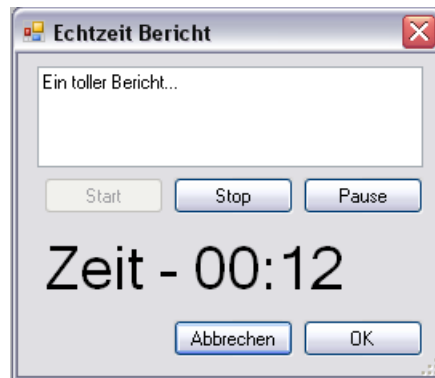 Echtzeit Bericht
Ein toller Bericht...
Start Stop Pause
Zeit - 00:12
Abbrechen OK